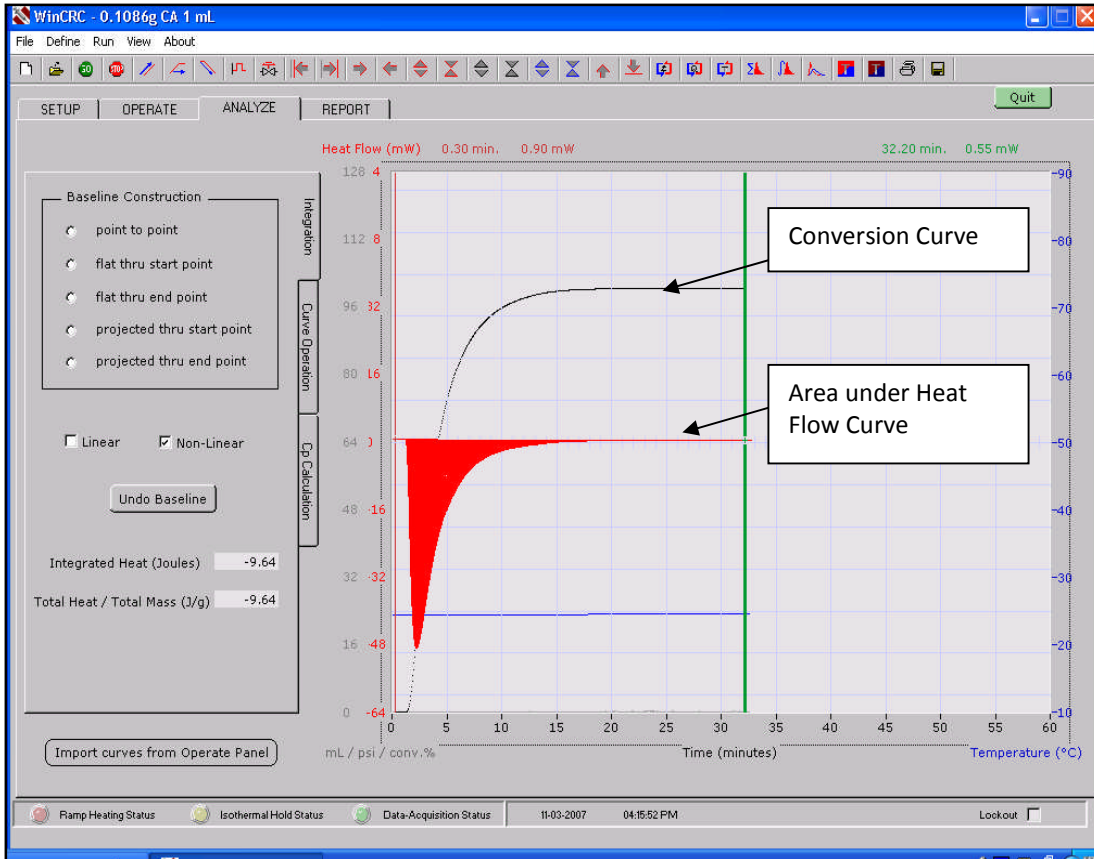 WinCRC - 0.1086g CA 1 mL
File Define Run View About
SETUP OPERATE ANALYZE REPORT
Quit
Heat Flow (mW) 0.30 min. 0.90 mW 32.20 min. 0.55 mW
Baseline Construction
point to point
flat thru start point
flat thru end point
projected thru start point
projected thru end point
Linear Non-Linear
Undo Baseline
Integrated Heat (Joules) -9.64
Total Heat / Total Mass (J/g) -9.64
Import curves from Operate Panel
Integration
Curve Operation
Cp Calculation
128 4 90
112 8 80
96 32 70
80 16 60
64 50
48 -16 40
32 -32 30
16 -48 20
0 -64 10
Conversion Curve
Area under Heat
Flow Curve
0 5 10 15 20 25 30 35 40 45 50 55 60
mL / psi / conv.% Time (minutes) Temperature (°C)
Ramp Heating Status Isothermal Hold Status Data-Acquisition Status 11-03-2007 04:15:52 PM Lockout